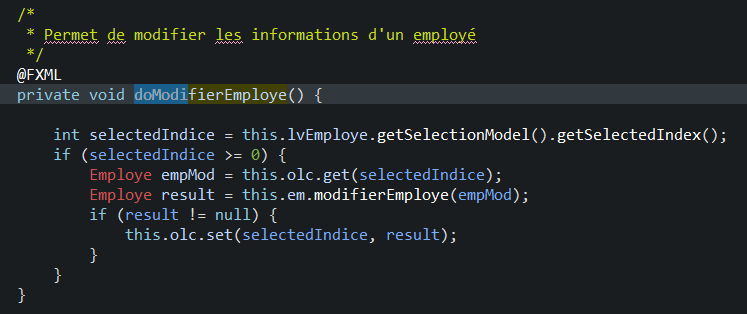 /*
 * Permet de modifier les informations d'un employé
 */
@FXML
private void doModifierEmploye() {
    int selectedIndice = this.lvEmploye.getSelectionModel().getSelectedIndex();
    if (selectedIndice >= 0) {
        Employe empMod = this.olc.get(selectedIndice);
        Employe result = this.em.modifierEmploye(empMod);
        if (result != null) {
            this.olc.set(selectedIndice, result);
        }
    }
}